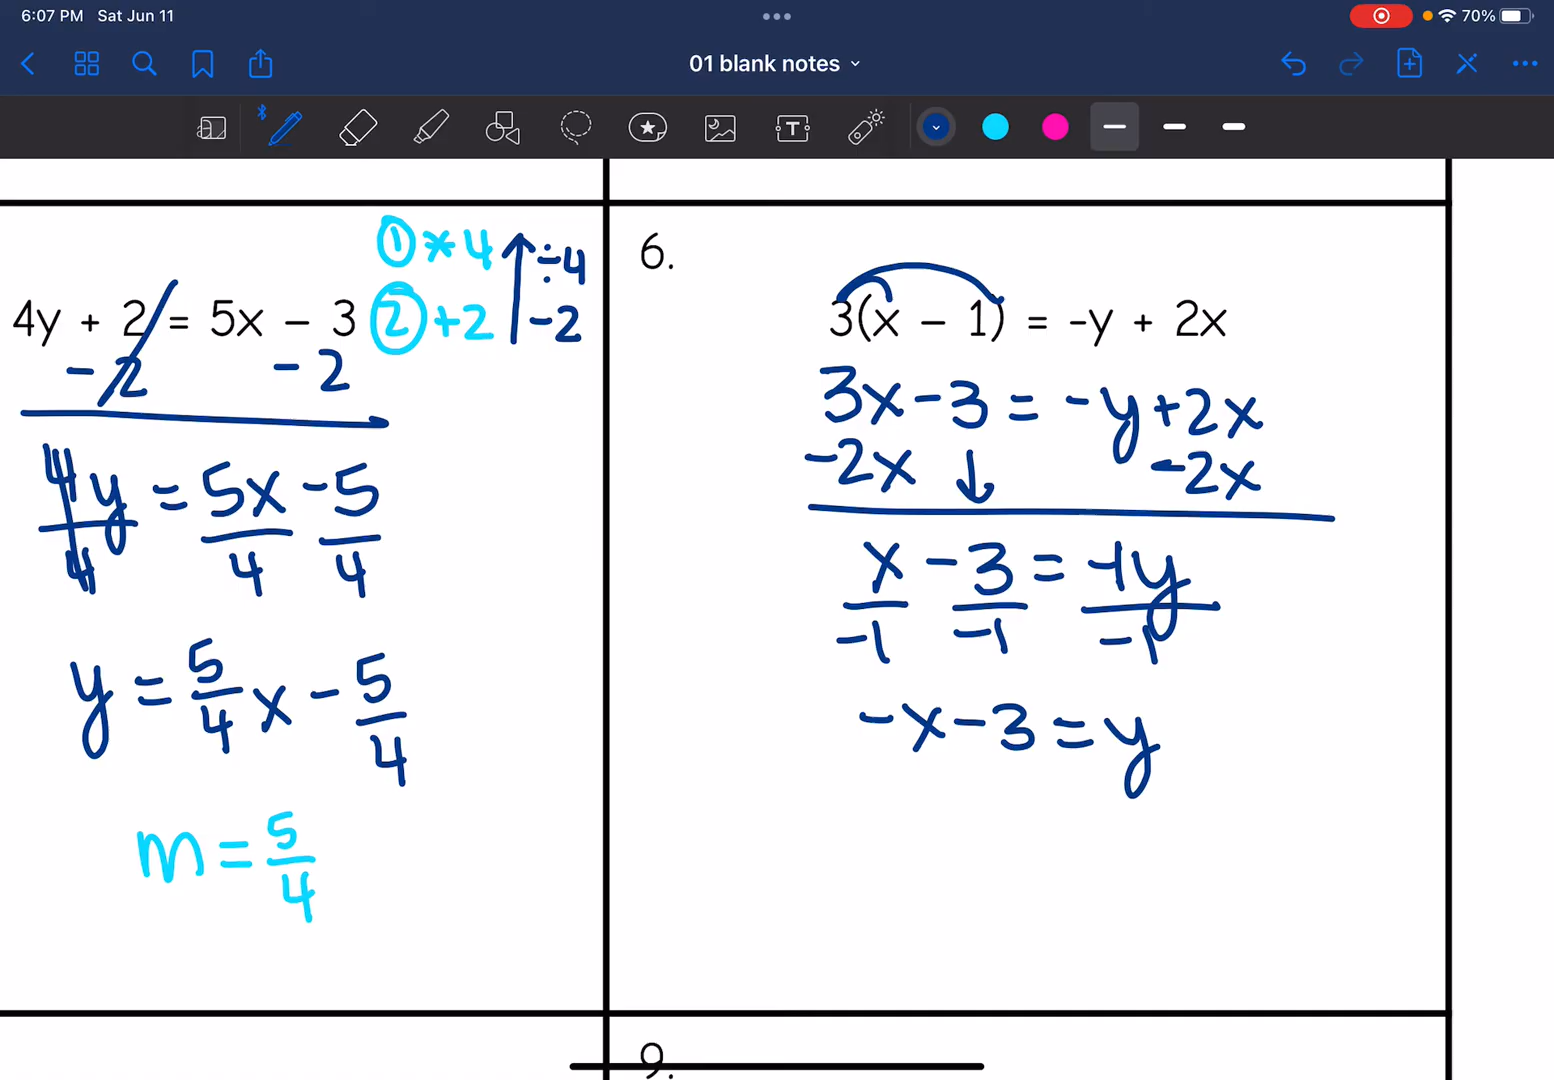 6:07 PM Sat Jun 11
70%
01 blank notes
T
4y + 2 = 5x − 3
- 2 - 2
① * 4 ÷4
② +2 -2
4y = 5x - 5
4 4 4
y = 5/4 x - 5/4
m = 5/4
6.
3(x − 1) = -y + 2x
3x - 3 = -y + 2x
-2x -2x
x - 3 = -1y
-1 -1 -1
-x - 3 = y
9.